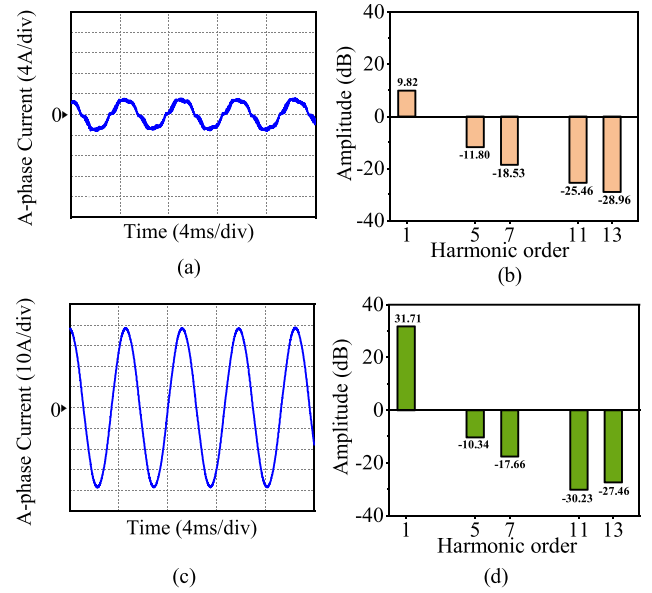 A-phase Current (4A/div)
0
Time (4ms/div)
(a)
Amplitude (dB)
40
20
0
-20
-40
9.82
-11.80
-18.53
-25.46
-28.96
1 5 7 11 13
Harmonic order
(b)
A-phase Current (10A/div)
0
Time (4ms/div)
(c)
Amplitude (dB)
40
20
0
-20
-40
31.71
-10.34
-17.66
-30.23
-27.46
1 5 7 11 13
Harmonic order
(d)